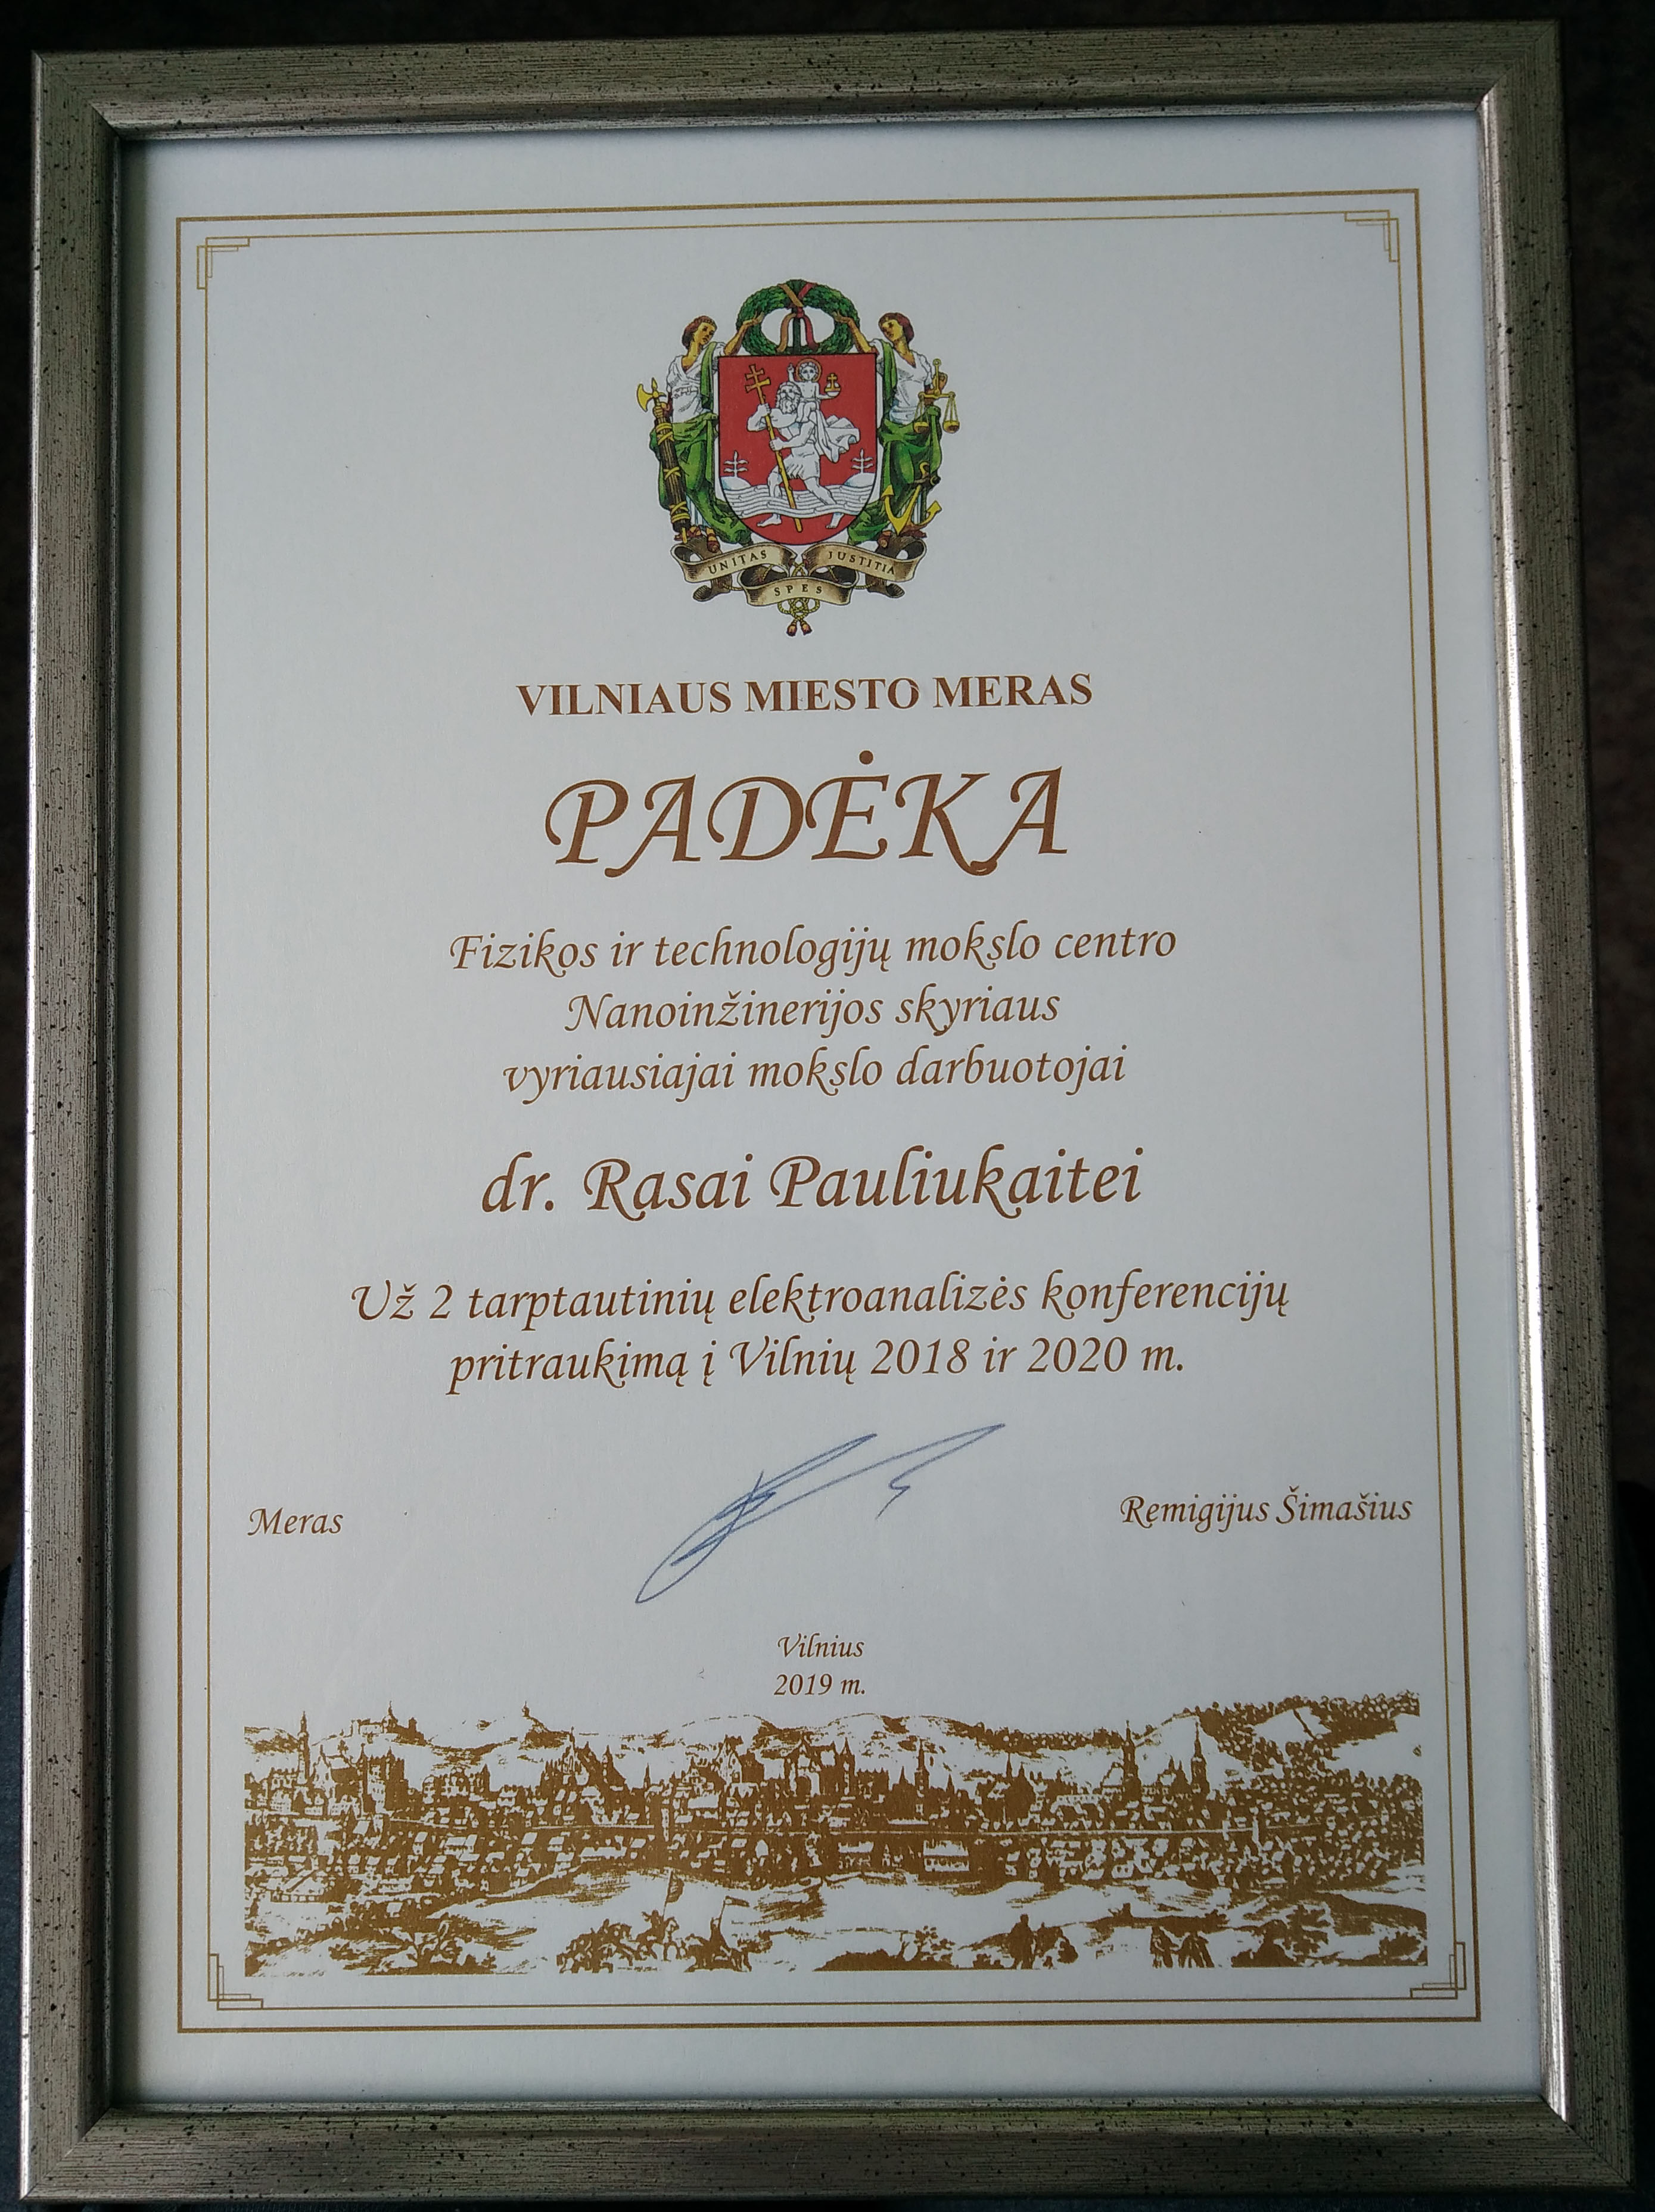 UNITAS JUSTITIA
SPES
VILNIAUS MIESTO MERAS
PADĖKA
Fizikos ir technologijų mokslo centro
Nanoinžinerijos skyriaus
vyriausiajai mokslo darbuotojai
dr. Rasai Pauliukaitei
Už 2 tarptautinių elektroanalizės konferencijų
pritraukimą į Vilnių 2018 ir 2020 m.
Meras Remigijus Šimašius
Vilnius
2019 m.